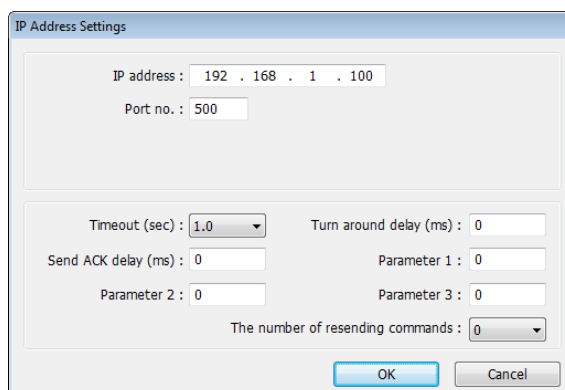 IP Address Settings
IP address : 192 . 168 . 1 . 100
Port no. : 500
Timeout (sec) : 1.0 Turn around delay (ms) : 0
Send ACK delay (ms) : 0 Parameter 1 : 0
Parameter 2 : 0 Parameter 3 : 0
The number of resending commands : 0
OK Cancel